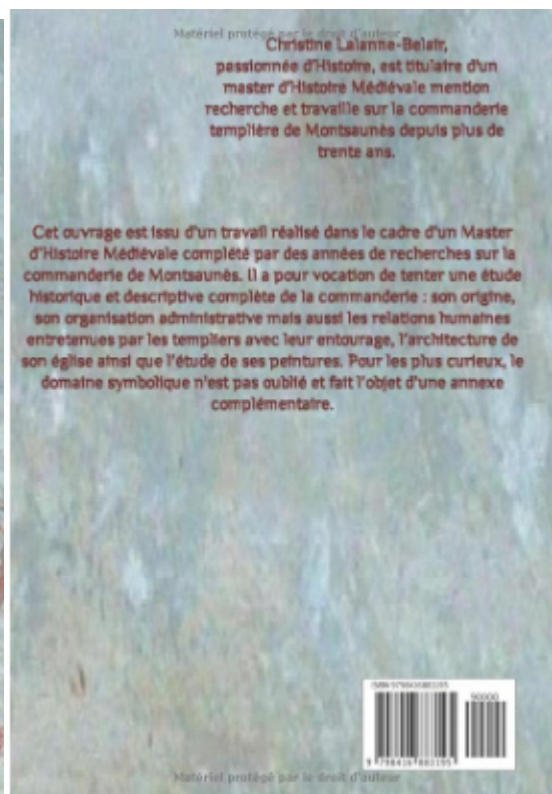 Matériel protégé par le droit d'auteur
Christine Lalanne-Belair,
passionnée d'Histoire, est titulaire d'un
master d'Histoire Médiévale mention
recherche et travaille sur la commanderie
templière de Montsaunès depuis plus de
trente ans.
Cet ouvrage est issu d'un travail réalisé dans le cadre d'un Master
d'Histoire Médiévale complété par des années de recherches sur la
commanderie de Montsaunès. Il a pour vocation de tenter une étude
historique et descriptive complète de la commanderie : son origine,
son organisation administrative mais aussi les relations humaines
entretenues par les templiers avec leur entourage, l'architecture de
son église ainsi que l'étude de ses peintures. Pour les plus curieux, le
domaine symbolique n'est pas oublié et fait l'objet d'une annexe
complémentaire.
90000
Matériel protégé par le droit d'auteur